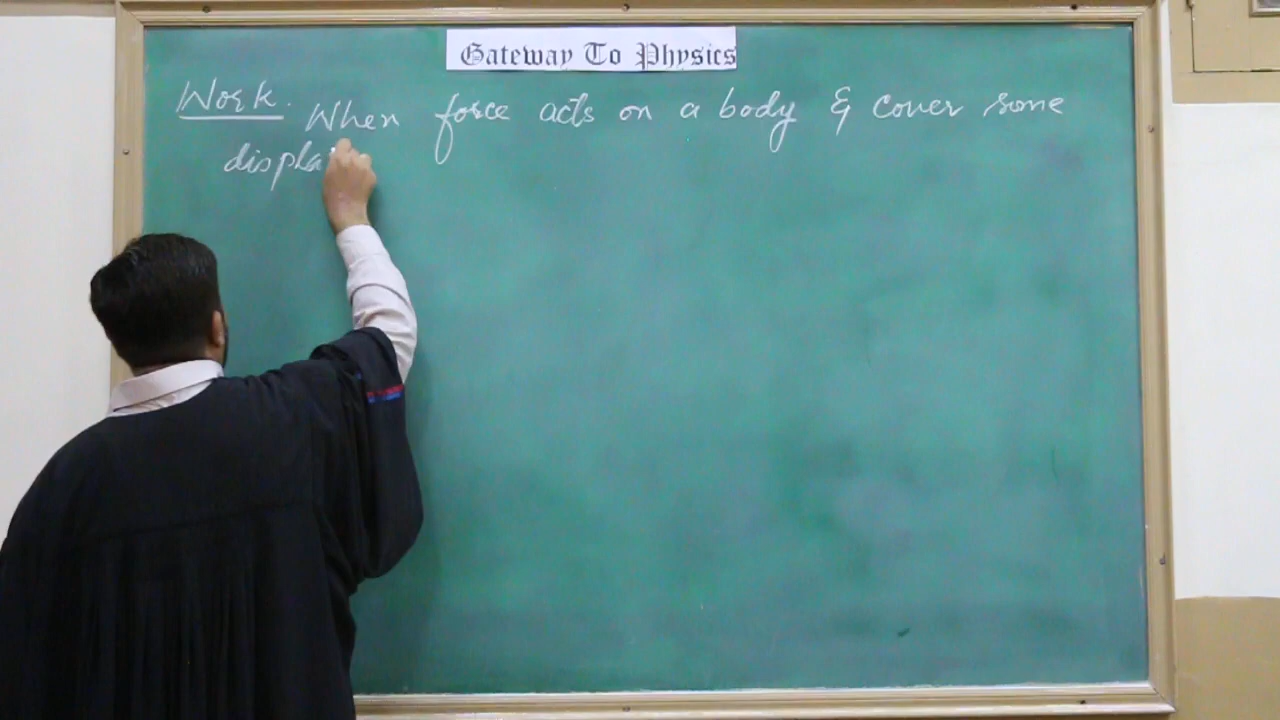 Gateway To Physics
Work. When force acts on a body & cover some
displa